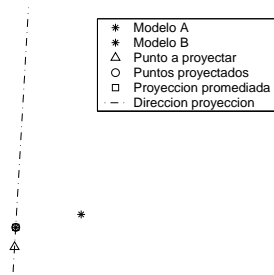 Modelo A
Modelo B
Punto a proyectar
Puntos proyectados
Proyeccion promediada
Direccion proyeccion